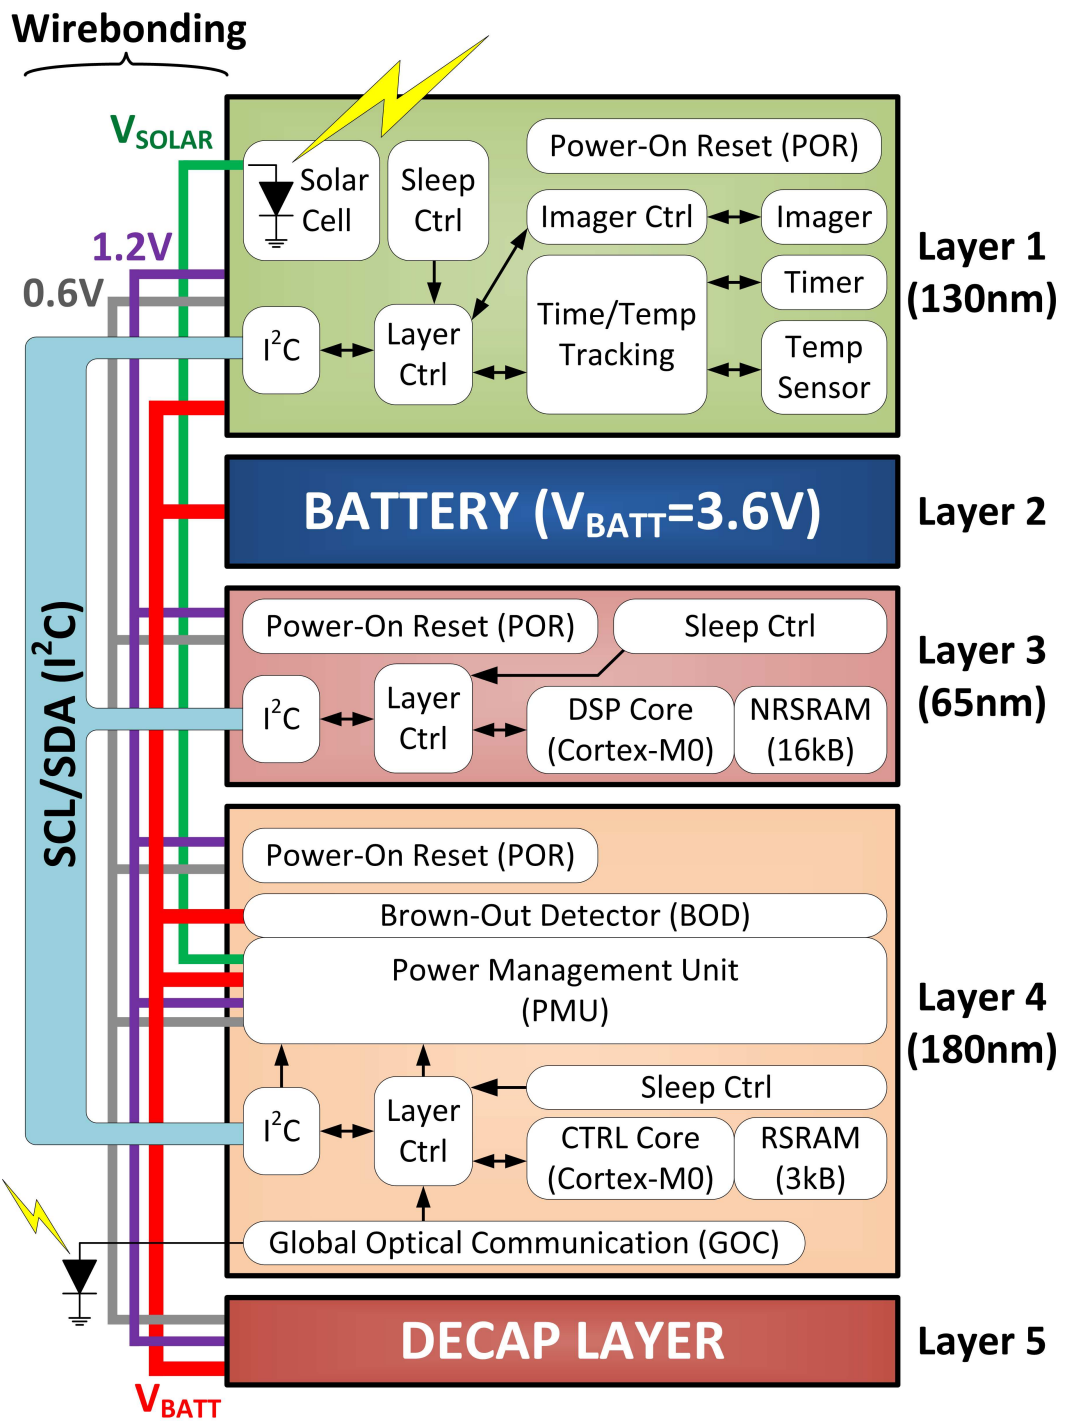 Wirebonding
V_SOLAR
1.2V
0.6V
SCL/SDA (I²C)
V_BATT
Solar
Cell
Sleep
Ctrl
Power-On Reset (POR)
Imager Ctrl
Imager
Time/Temp
Tracking
Timer
Temp
Sensor
I²C
Layer
Ctrl
Layer 1
(130nm)
BATTERY (V_BATT=3.6V)
Layer 2
Power-On Reset (POR)
Sleep Ctrl
I²C
Layer
Ctrl
DSP Core
(Cortex-M0)
NRSRAM
(16kB)
Layer 3
(65nm)
Power-On Reset (POR)
Brown-Out Detector (BOD)
Power Management Unit
(PMU)
I²C
Layer
Ctrl
Sleep Ctrl
CTRL Core
(Cortex-M0)
RSRAM
(3kB)
Global Optical Communication (GOC)
Layer 4
(180nm)
DECAP LAYER
Layer 5